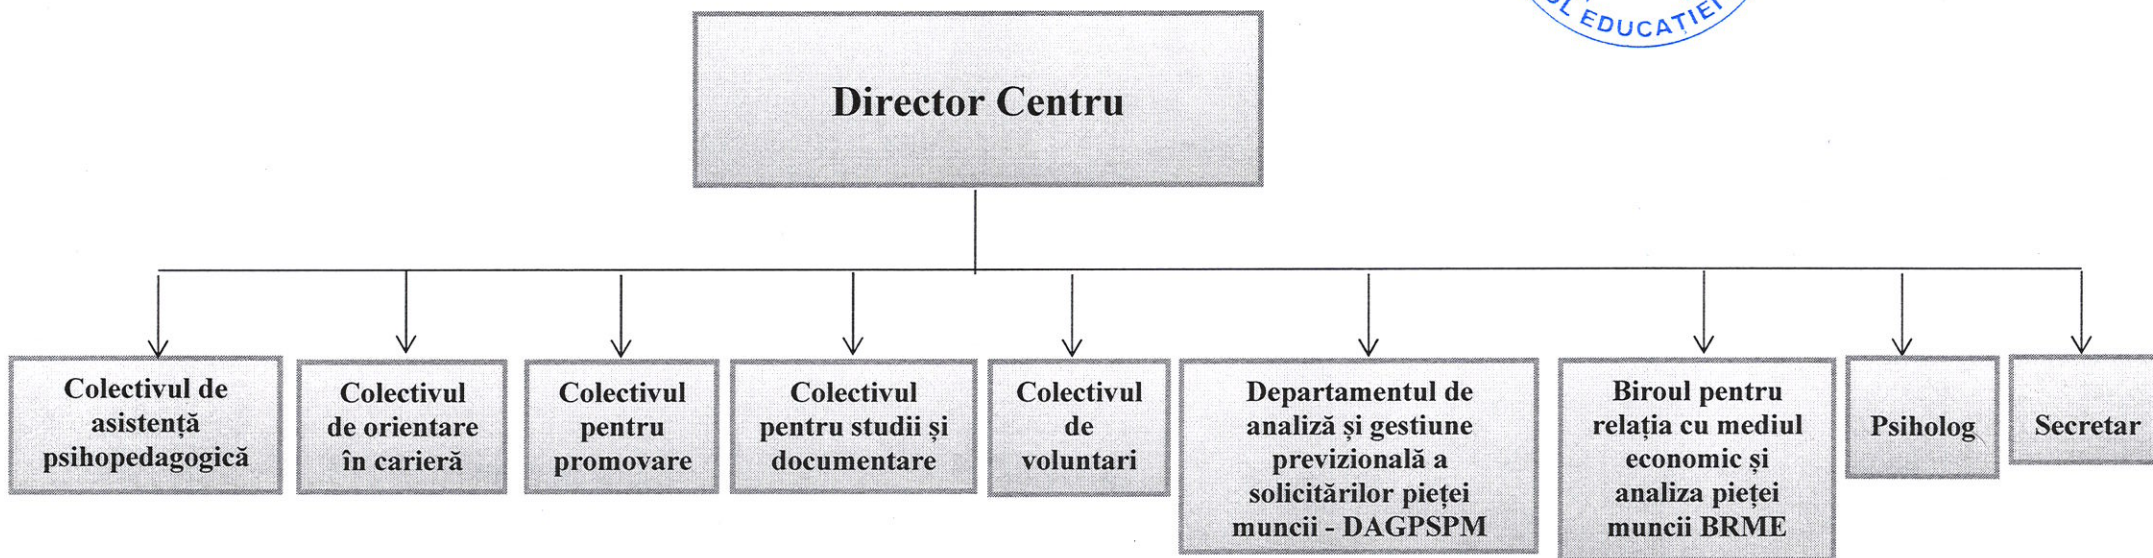 EDUCAȚIEI
Director Centru
Colectivul de
asistență
psihopedagogică
Colectivul
de orientare
în carieră
Colectivul
pentru
promovare
Colectivul
pentru studii și
documentare
Colectivul
de
voluntari
Departamentul de
analiză și gestiune
previzională a
solicitărilor pieței
muncii - DAGPSPM
Biroul pentru
relația cu mediul
economic și
analiza pieței
muncii BRME
Psiholog
Secretar